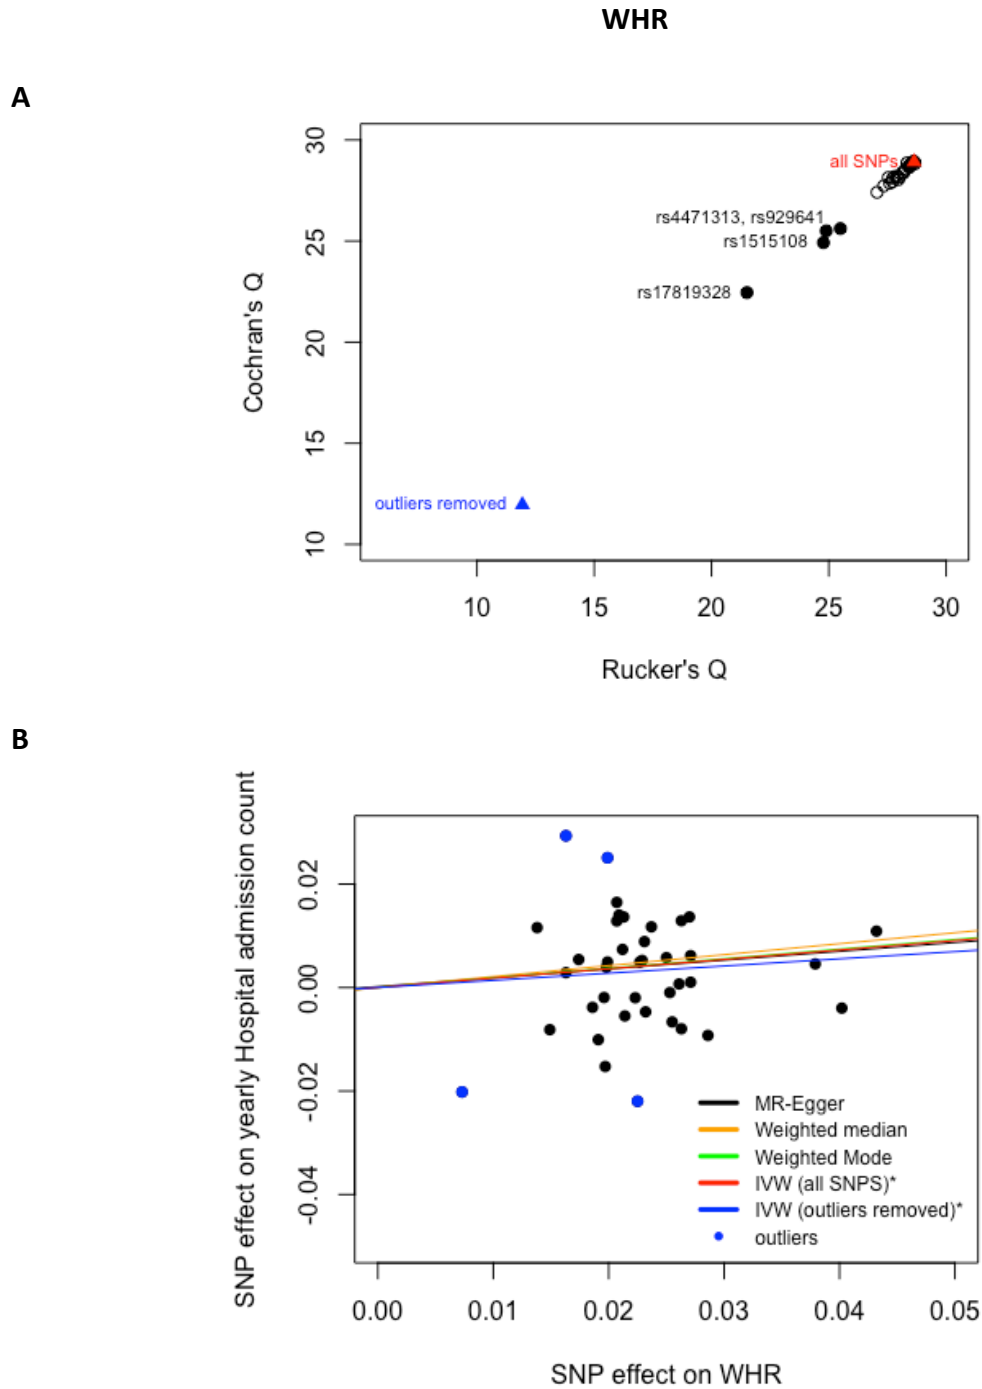 WHR
A
30
25
20
15
10
Cochran's Q
all SNPs
rs4471313, rs929641
rs1515108
rs17819328
outliers removed
10 15 20 25 30
Rucker's Q
B
SNP effect on yearly Hospital admission count
0.02
0.00
-0.02
-0.04
MR-Egger
Weighted median
Weighted Mode
IVW (all SNPS)*
IVW (outliers removed)*
outliers
0.00 0.01 0.02 0.03 0.04 0.05
SNP effect on WHR